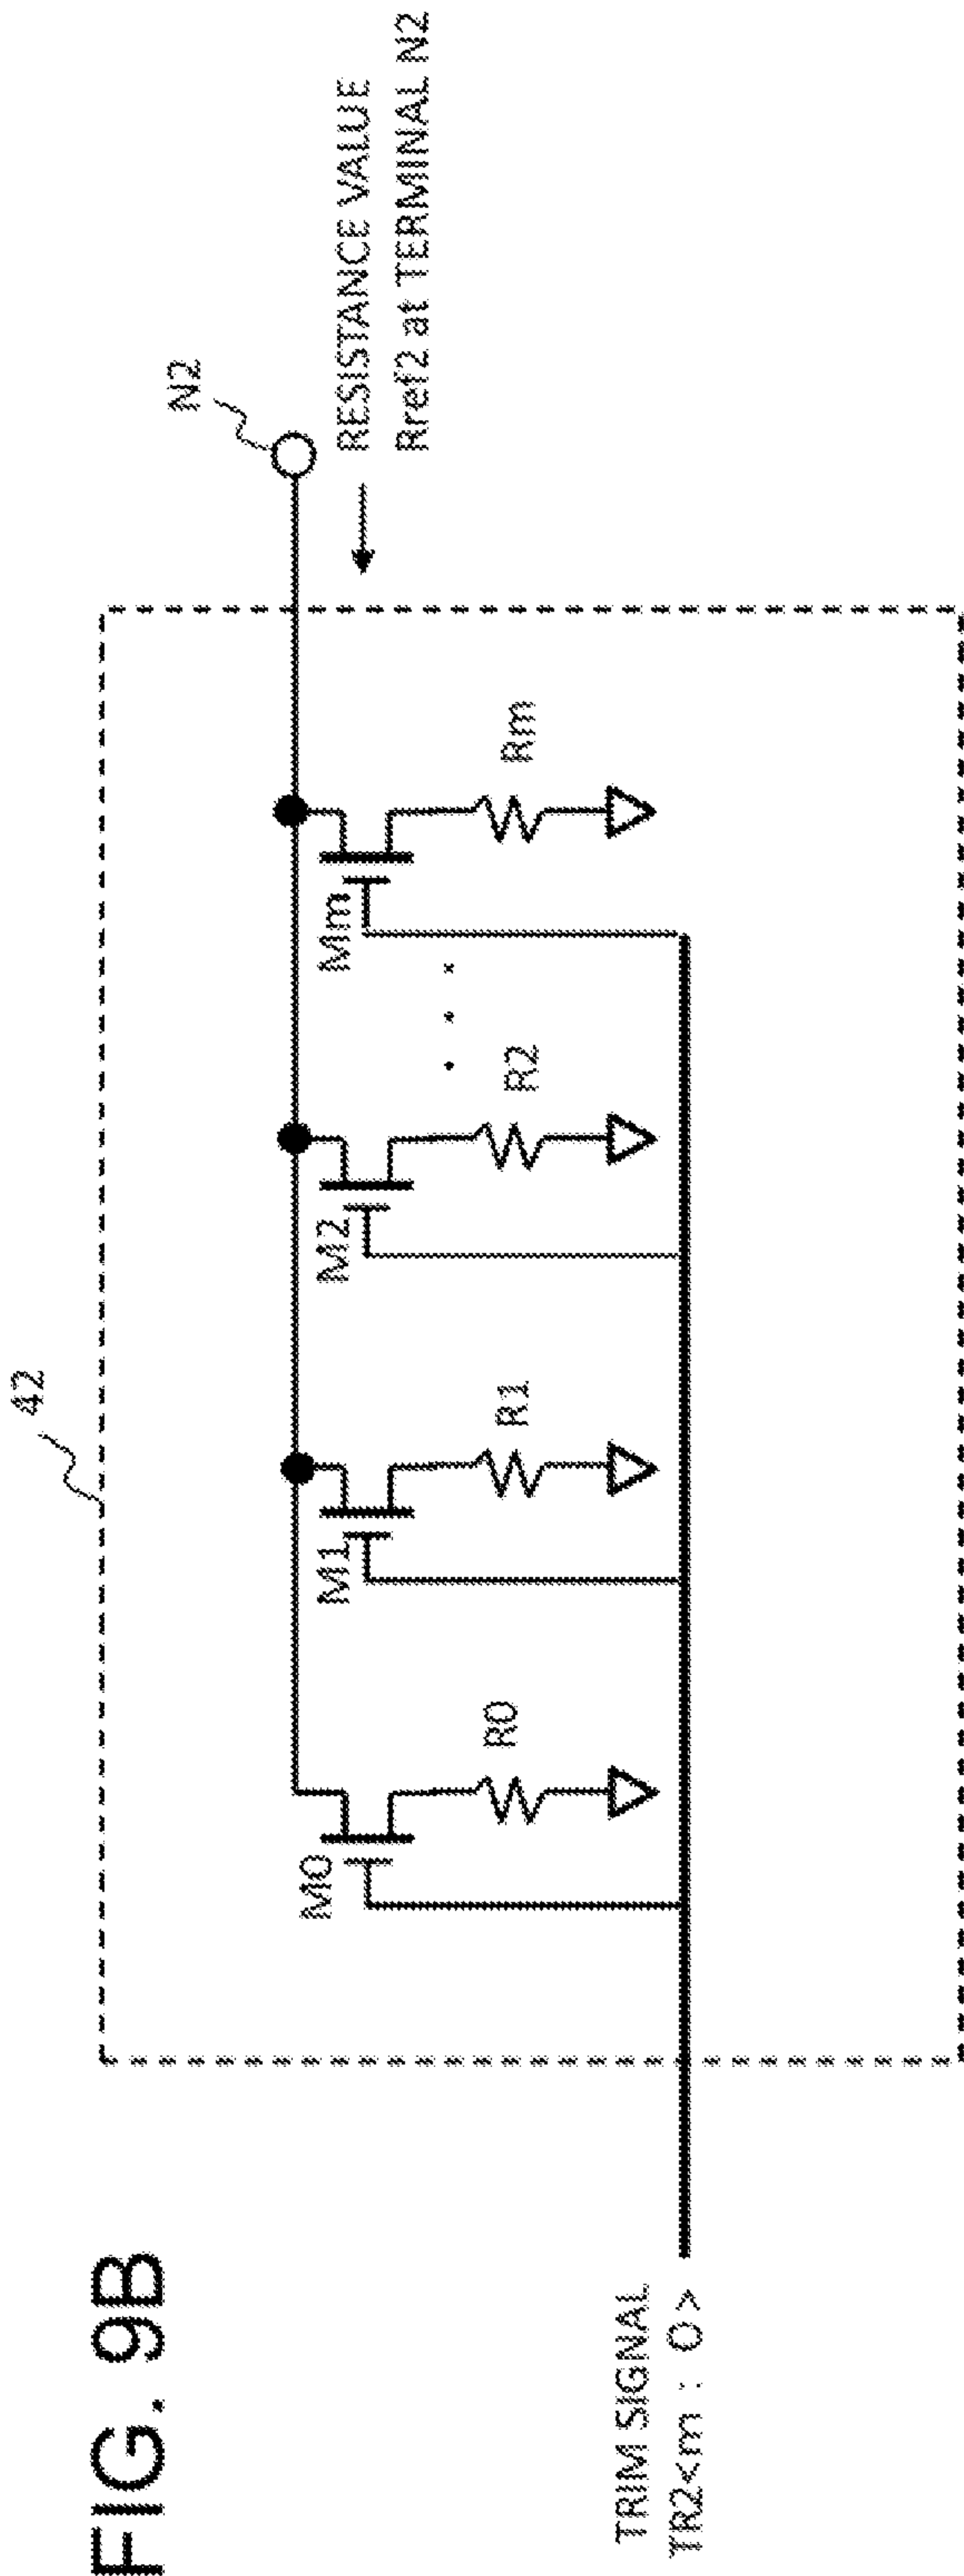 FIG. 9B
42
N2
RESISTANCE VALUE
Rref2 at TERMINAL N2
M0
R0
M1
R1
M2
R2
Mm
Rm
TRIM SIGNAL
TR2<m : 0>